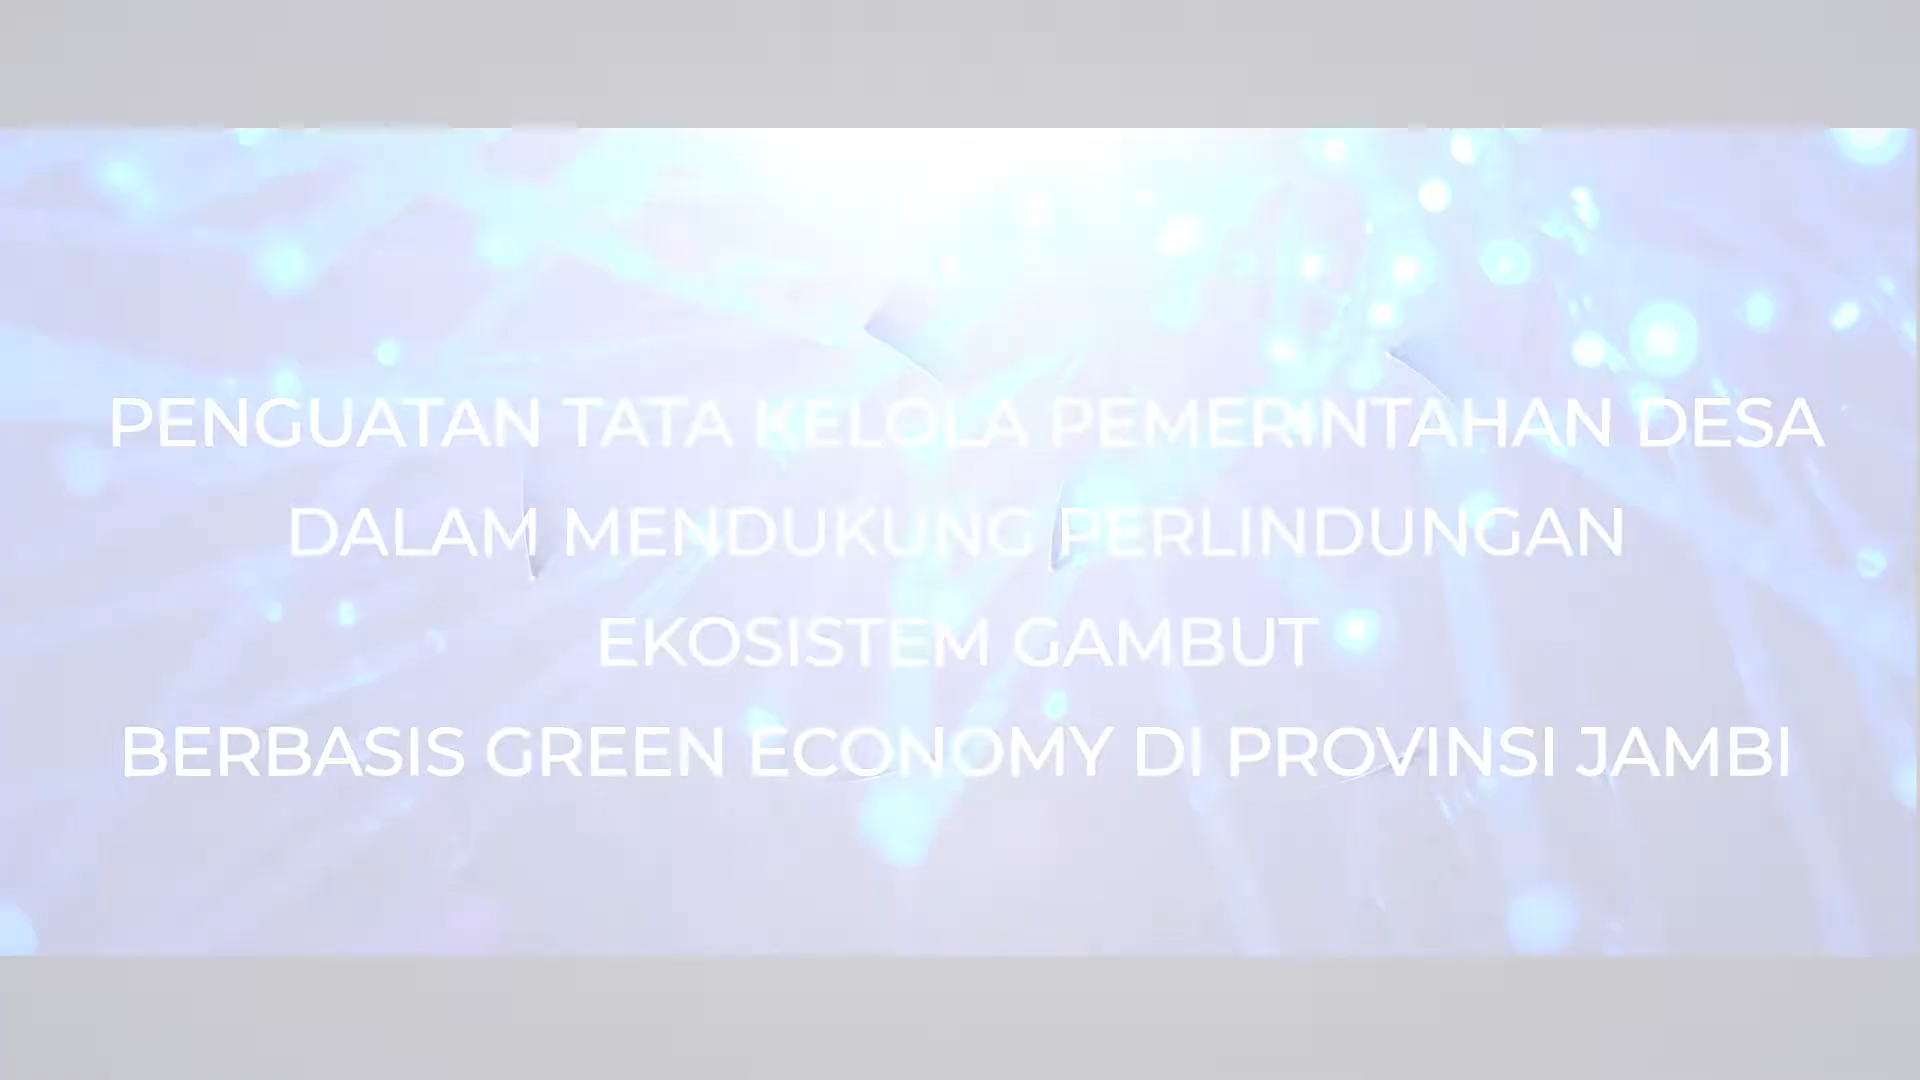 PENGUATAN TATA KELOLA PEMERINTAHAN DESA
DALAM MENDUKUNG PERLINDUNGAN
EKOSISTEM GAMBUT
BERBASIS GREEN ECONOMY DI PROVINSI JAMBI